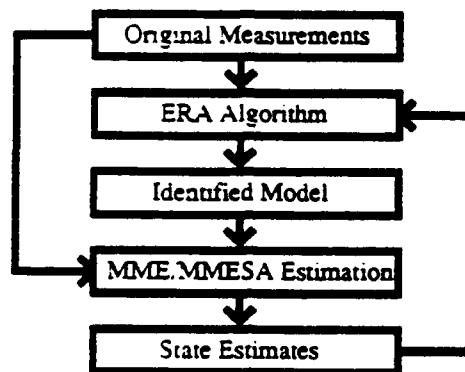 Original Measurements
ERA Algorithm
Identified Model
MME/MMESA Estimation
State Estimates